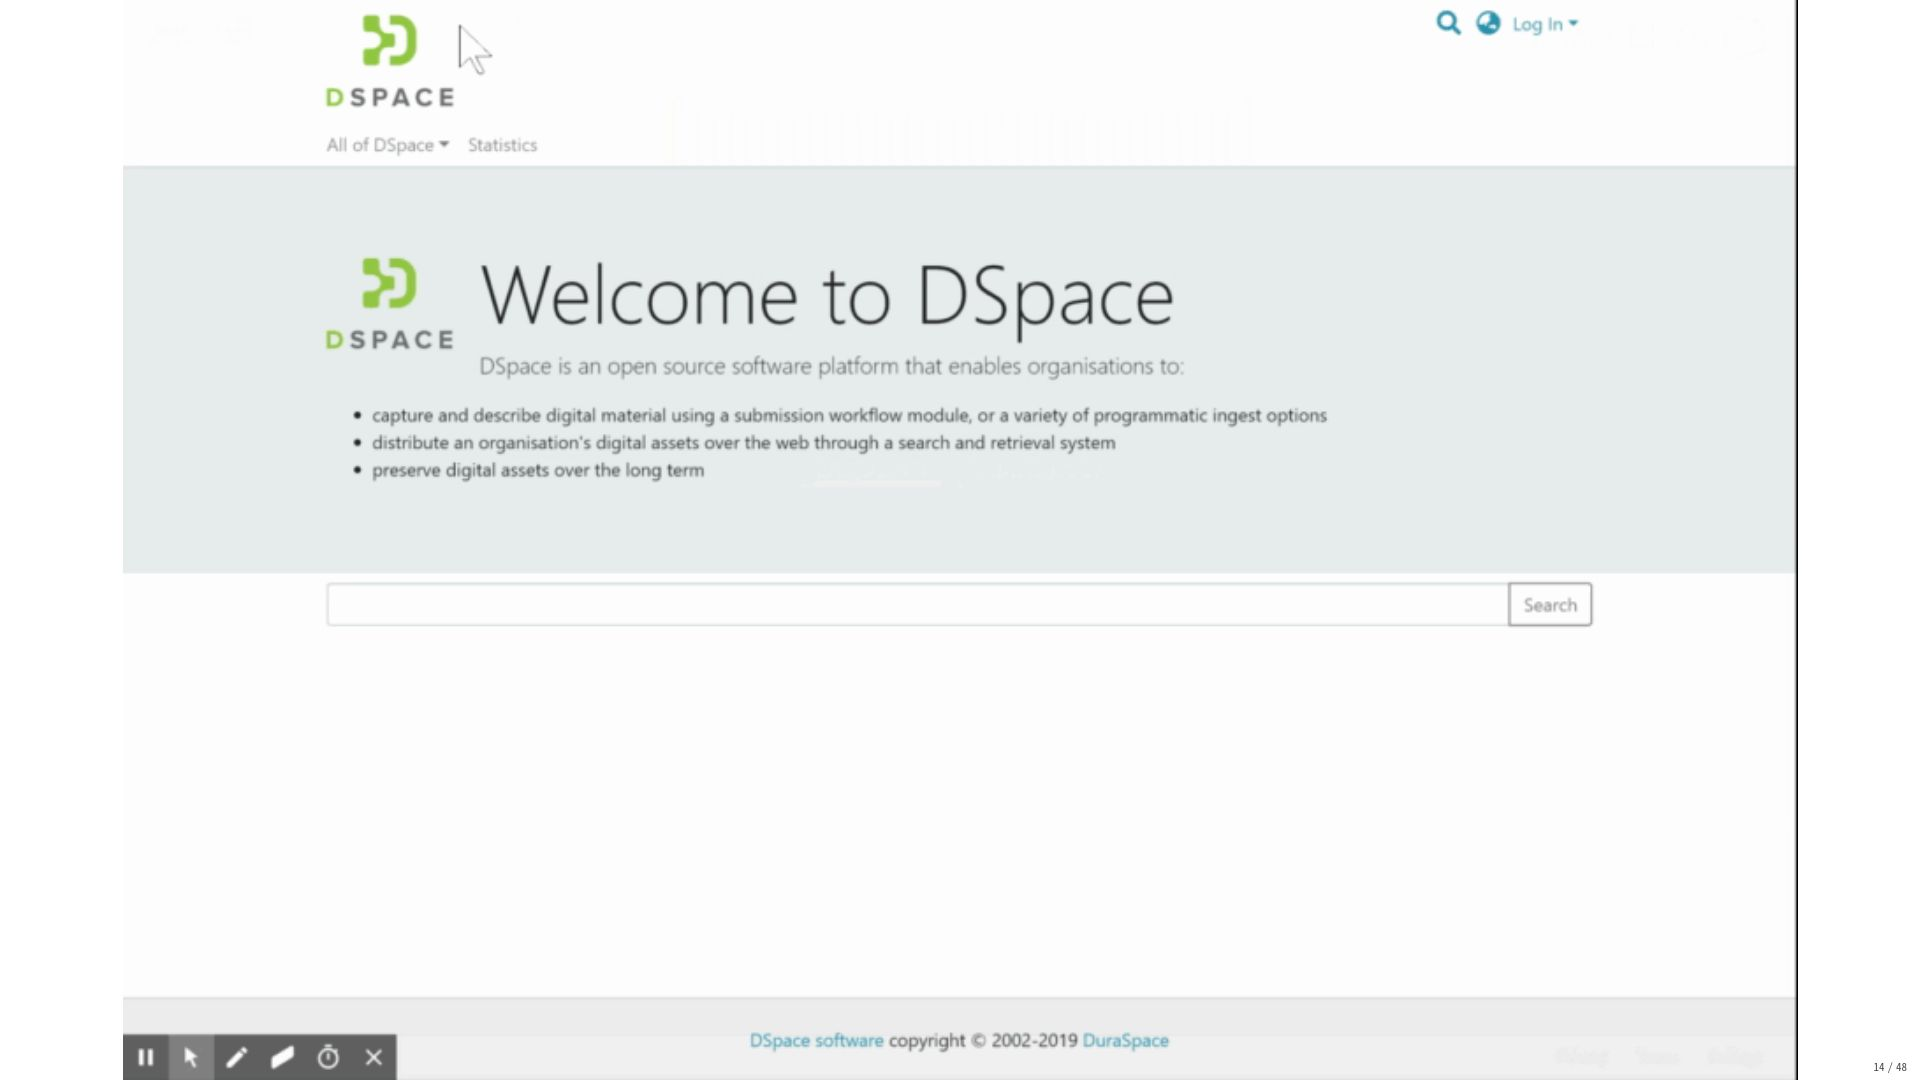 DSPACE
Log In
All of DSpace Statistics
DSPACE
Welcome to DSpace
DSpace is an open source software platform that enables organisations to:
• capture and describe digital material using a submission workflow module, or a variety of programmatic ingest options
• distribute an organisation's digital assets over the web through a search and retrieval system
• preserve digital assets over the long term
Search
DSpace software copyright © 2002-2019 DuraSpace
14 / 48